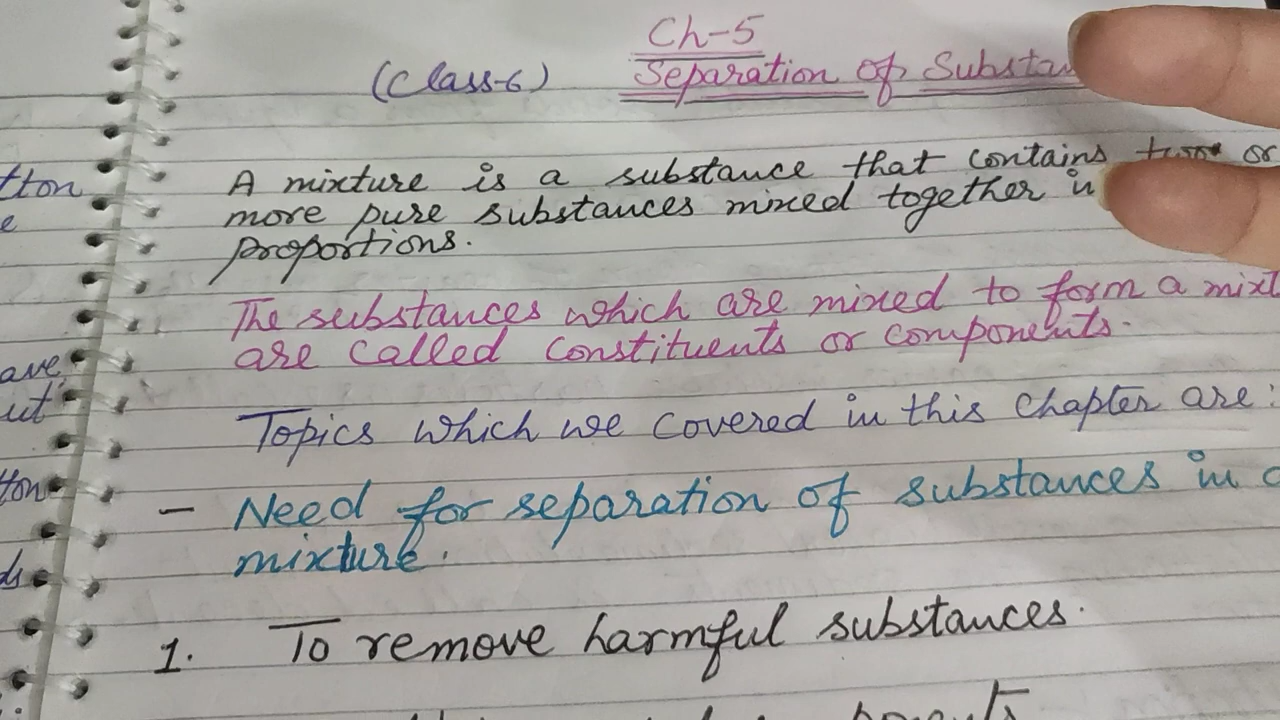 Ch-5
(Class-6) Separation of
A mixture is a substance that contains two or
more pure substances mixed together in
proportions.
The substances which are mixed to form a
are called constituents or components.
Topics which we covered in this chapter are:
- Need for separation of substances in
mixture.
1. To remove harmful substances.